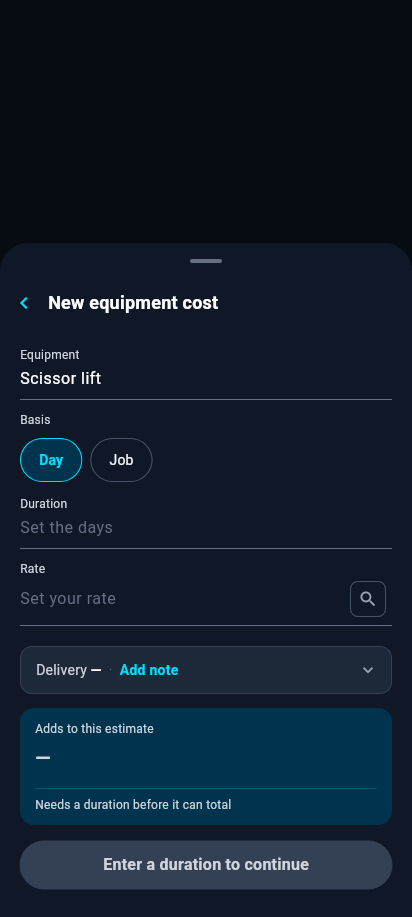 New equipment cost
Equipment
Scissor lift
Basis
Day Job
Duration
Set the days
Rate
Set your rate
Delivery — · Add note
Adds to this estimate
—
Needs a duration before it can total
Enter a duration to continue